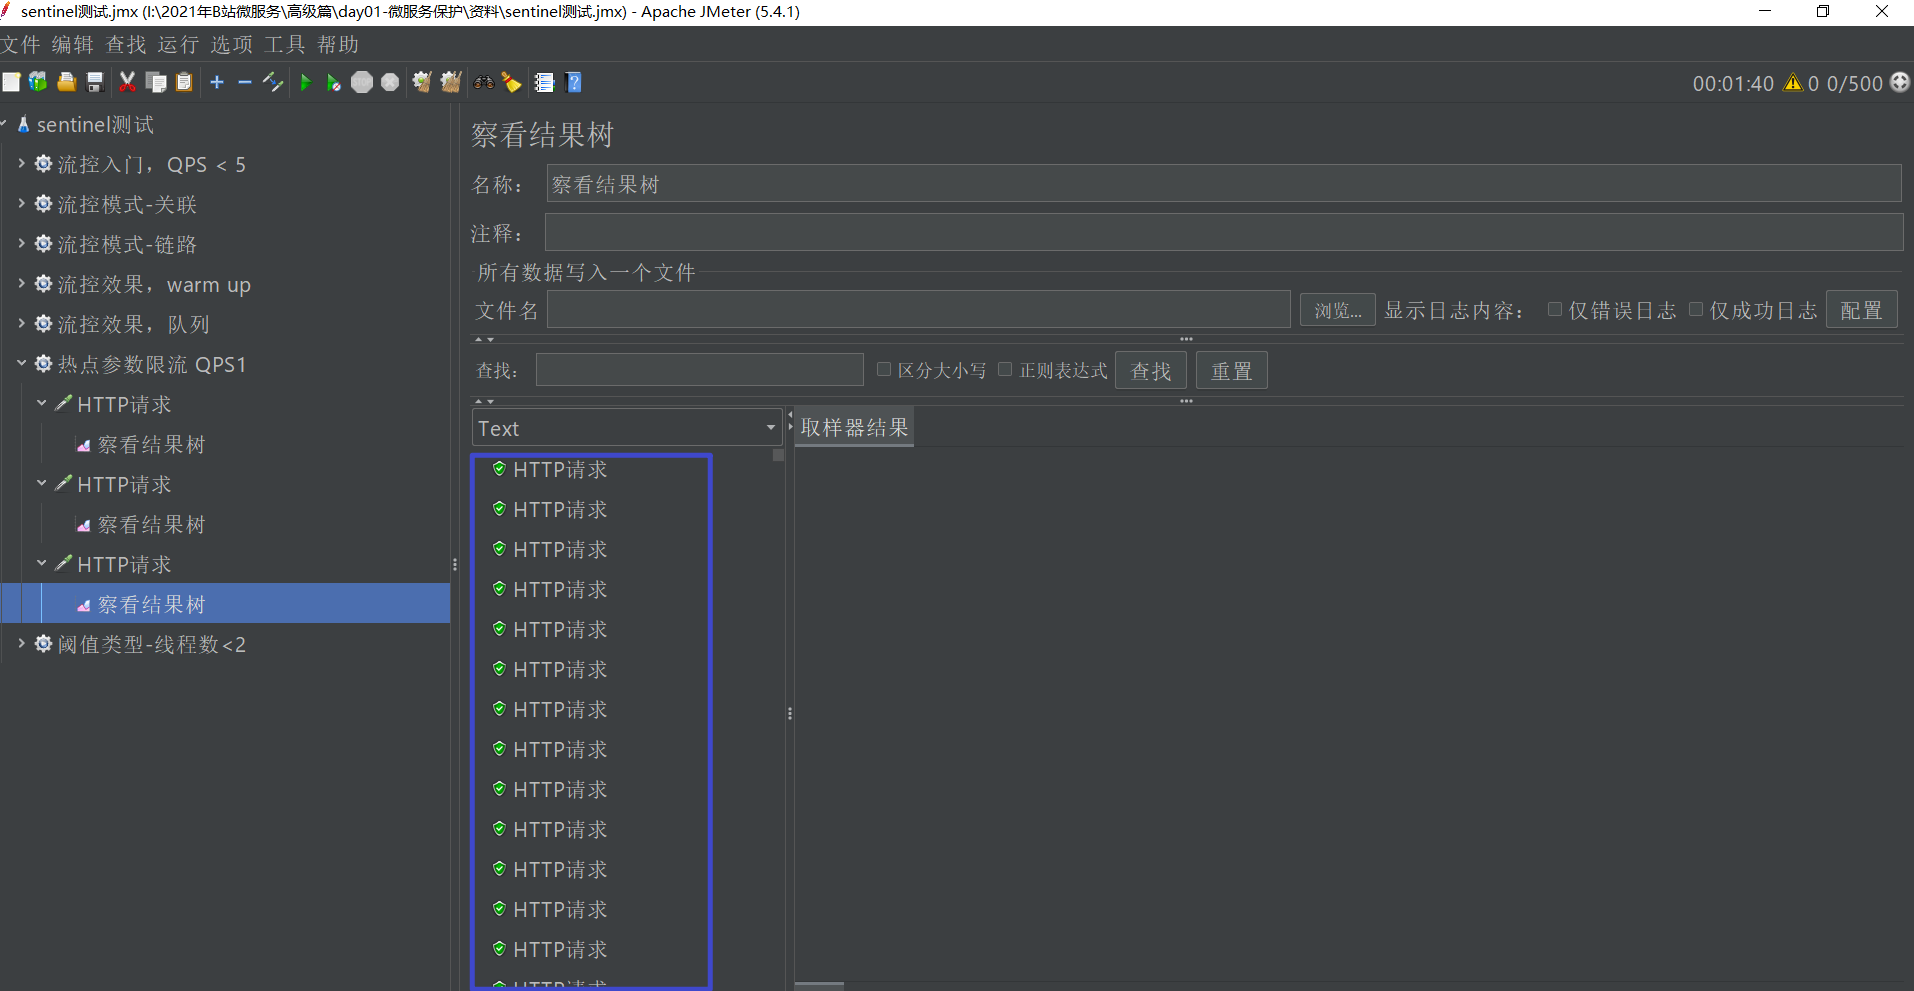 sentinel测试.jmx (I:\2021年B站微服务\高级篇\day01-微服务保护\资料\sentinel测试.jmx) - Apache JMeter (5.4.1)
文件 编辑 查找 运行 选项 工具 帮助
00:01:40 0 0/500
sentinel测试
流控入门，QPS < 5
流控模式-关联
流控模式-链路
流控效果，warm up
流控效果，队列
热点参数限流 QPS1
HTTP请求
察看结果树
HTTP请求
察看结果树
HTTP请求
察看结果树
阈值类型-线程数<2
察看结果树
名称： 察看结果树
注释：
所有数据写入一个文件
文件名 浏览... 显示日志内容： 仅错误日志 仅成功日志 配置
查找： 区分大小写 正则表达式 查找 重置
Text
取样器结果
HTTP请求
HTTP请求
HTTP请求
HTTP请求
HTTP请求
HTTP请求
HTTP请求
HTTP请求
HTTP请求
HTTP请求
HTTP请求
HTTP请求
HTTP请求
HTTP请求